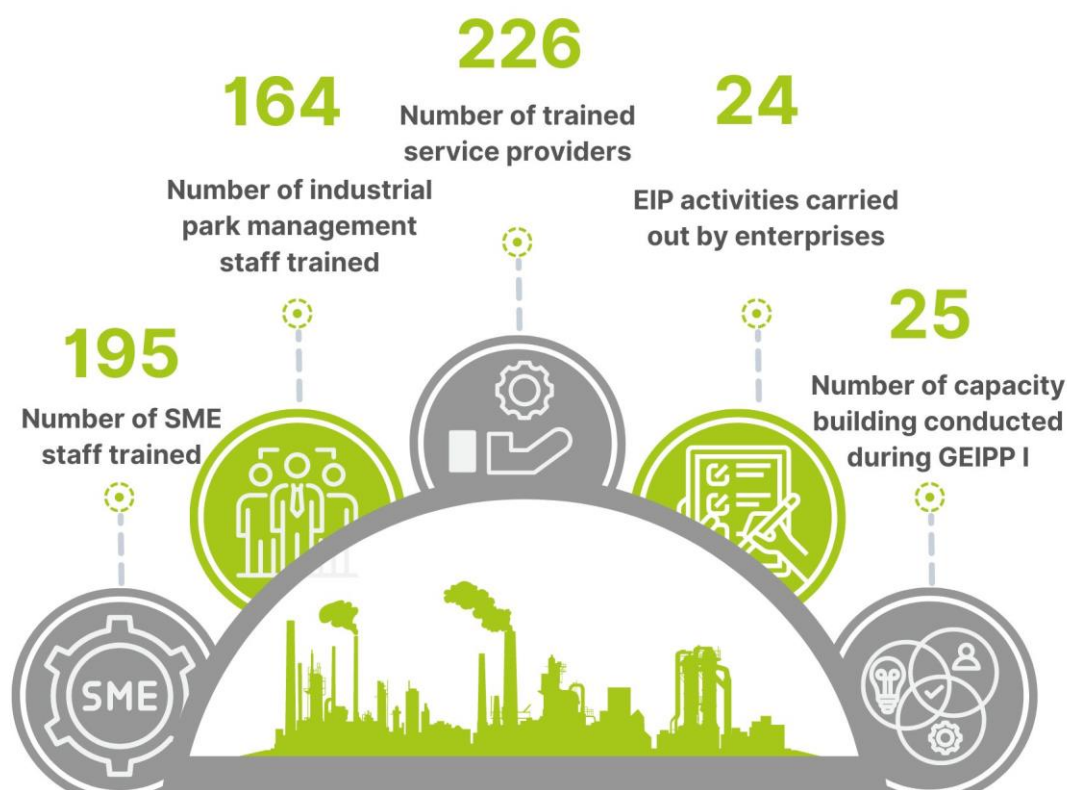 195
Number of SME
staff trained
164
Number of industrial
park management
staff trained
226
Number of trained
service providers
24
EIP activities carried
out by enterprises
25
Number of capacity
building conducted
during GEIPP I
SME